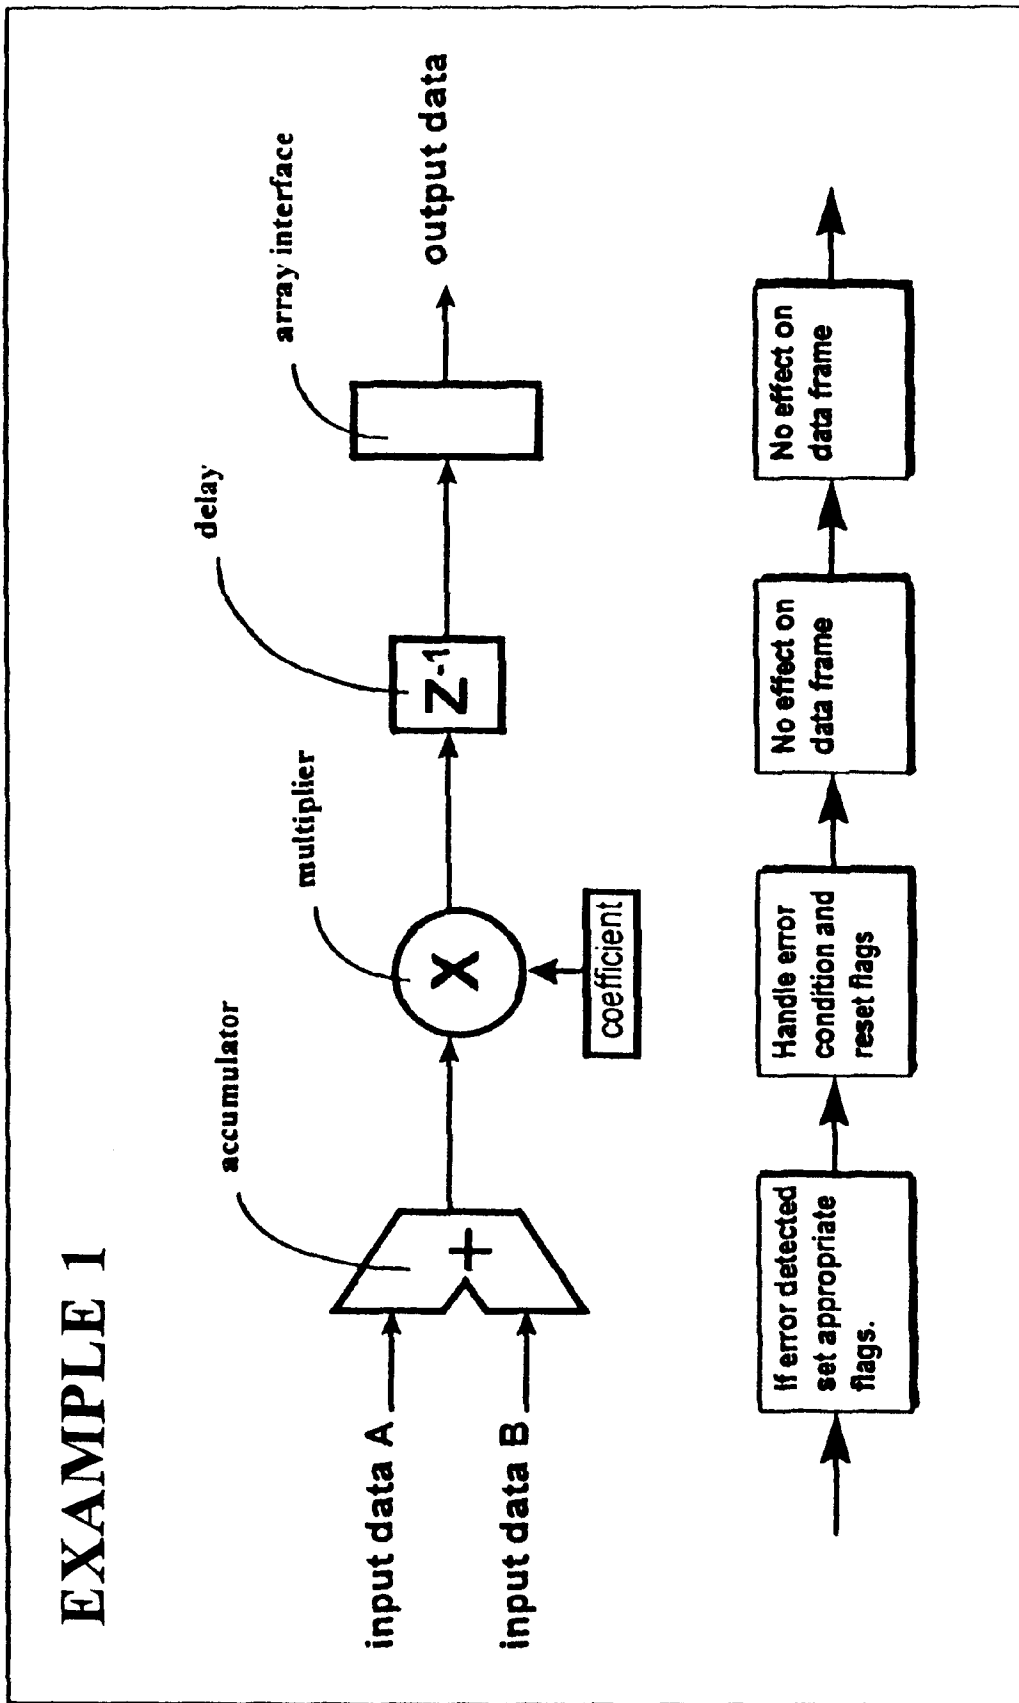 EXAMPLE 1
accumulator
multiplier
delay
array interface
input data A
input data B
+
X
Z-1
output data
coefficient
If error detected
set appropriate
flags.
Handle error
condition and
reset flags
No effect on
data frame
No effect on
data frame